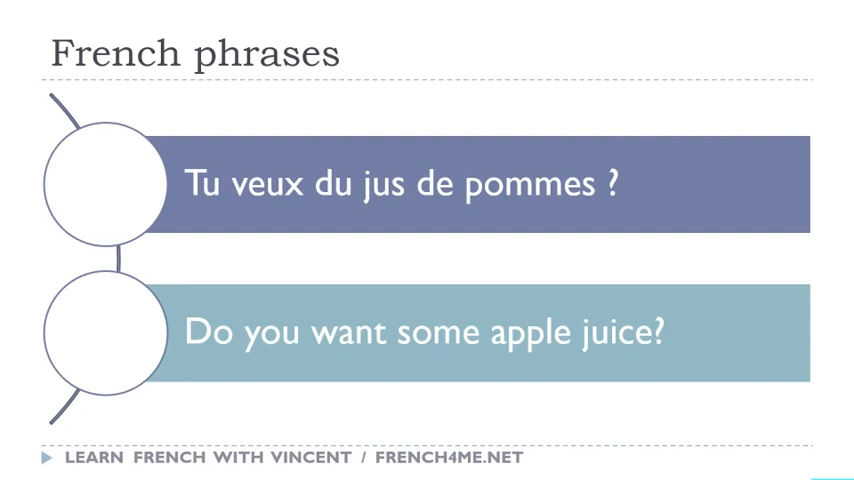 French phrases
Tu veux du jus de pommes ?
Do you want some apple juice?
LEARN FRENCH WITH VINCENT / FRENCH4ME.NET